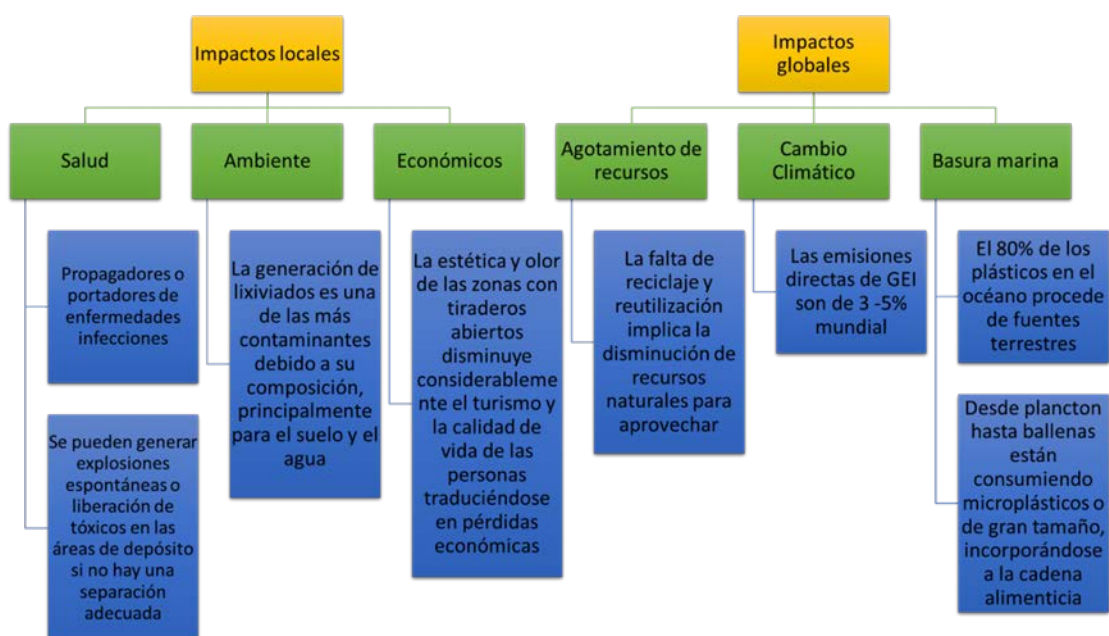 Impactos locales
Salud
Propagadores o
portadores de
enfermedades
infecciones
Se pueden generar
explosiones
espontáneas o
liberación de
tóxicos en las
áreas de depósito
si no hay una
separación
adecuada
Ambiente
La generación de
lixiviados es una
de las más
contaminantes
debido a su
composición,
principalmente
para el suelo y el
agua
Económicos
La estética y olor
de las zonas con
tiraderos
abiertos
disminuye
considerableme
nte el turismo y
la calidad de
vida de las
personas
traduciéndose
en pérdidas
económicas
Impactos
globales
Agotamiento de
recursos
La falta de
reciclaje y
reutilización
implica la
disminución de
recursos
naturales para
aprovechar
Cambio
Climático
Las emisiones
directas de GEI
son de 3 -5%
mundial
Basura marina
El 80% de los
plásticos en el
océano procede
de fuentes
terrestres
Desde plancton
hasta ballenas
están
consumiendo
microplásticos o
de gran tamaño,
incorporándose
a la cadena
alimenticia